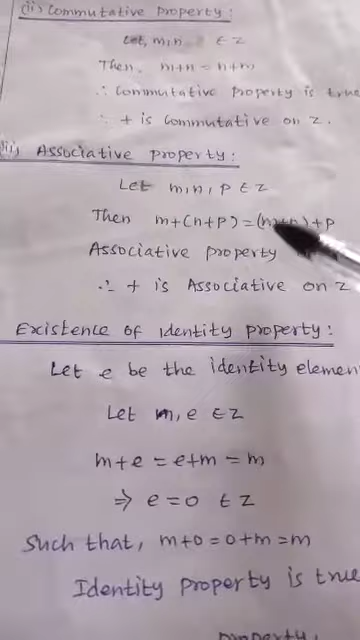 (ii) Commutative property:
Let, m,n ∈ Z
Then, m+n = n+m
∴ Commutative property is true
∴ + is commutative on Z.
(iii) Associative property:
Let m,n, p ∈ Z
Then m+(n+p) = (m+n)+p
Associative property
∴ + is Associative on Z
Existence of identity property:
Let e be the identity elemen
Let m,e ∈ Z
m+e = e+m = m
⇒ e=0 ∈ Z
Such that, m+0 = 0+m = m
Identity property is true
property.